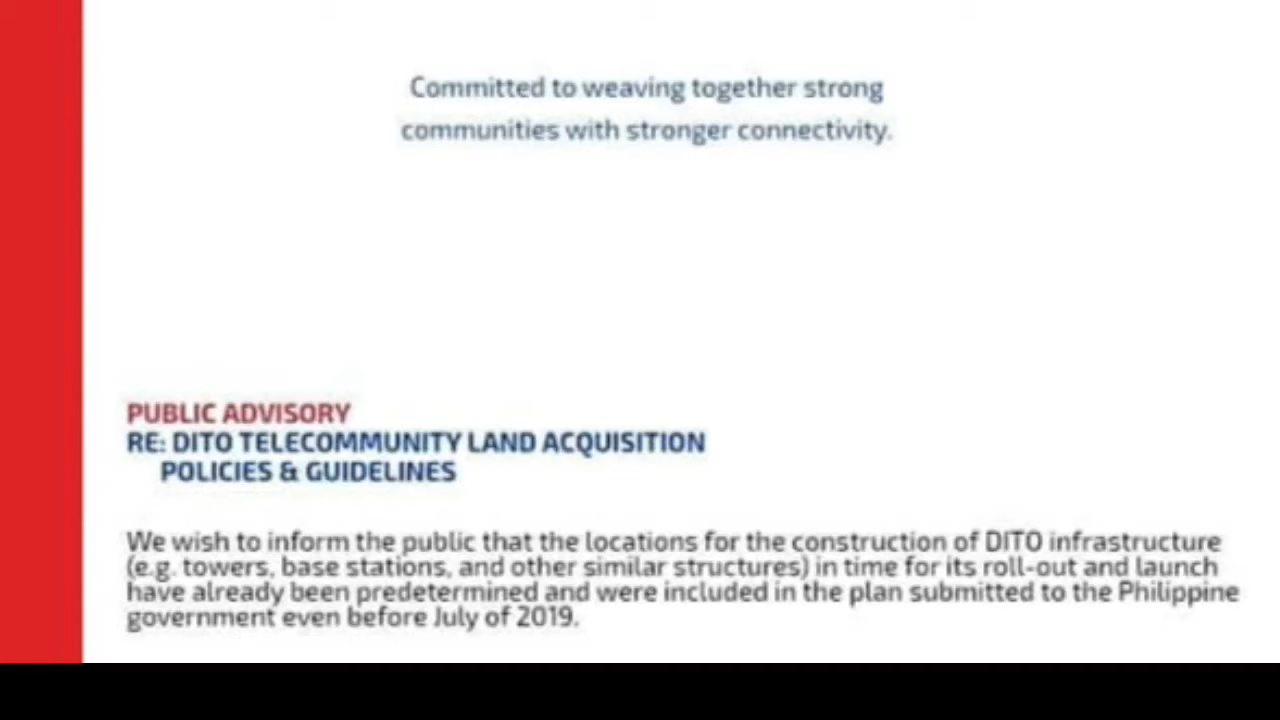 Committed to weaving together strong
communities with stronger connectivity.
PUBLIC ADVISORY
RE: DITO TELECOMMUNITY LAND ACQUISITION
POLICIES & GUIDELINES
We wish to inform the public that the locations for the construction of DITO infrastructure
(e.g. towers, base stations, and other similar structures) in time for its roll-out and launch
have already been predetermined and were included in the plan submitted to the Philippine
government even before July of 2019.